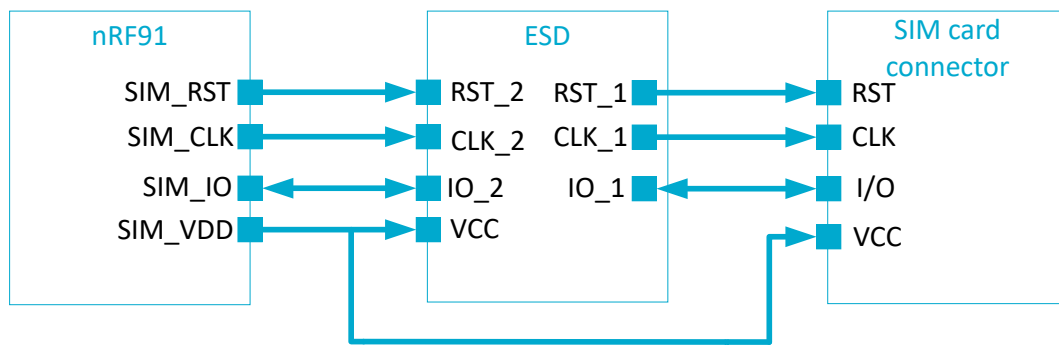 nRF91
SIM_RST
SIM_CLK
SIM_IO
SIM_VDD
ESD
RST_2
CLK_2
IO_2
VCC
RST_1
CLK_1
IO_1
SIM card
connector
RST
CLK
I/O
VCC